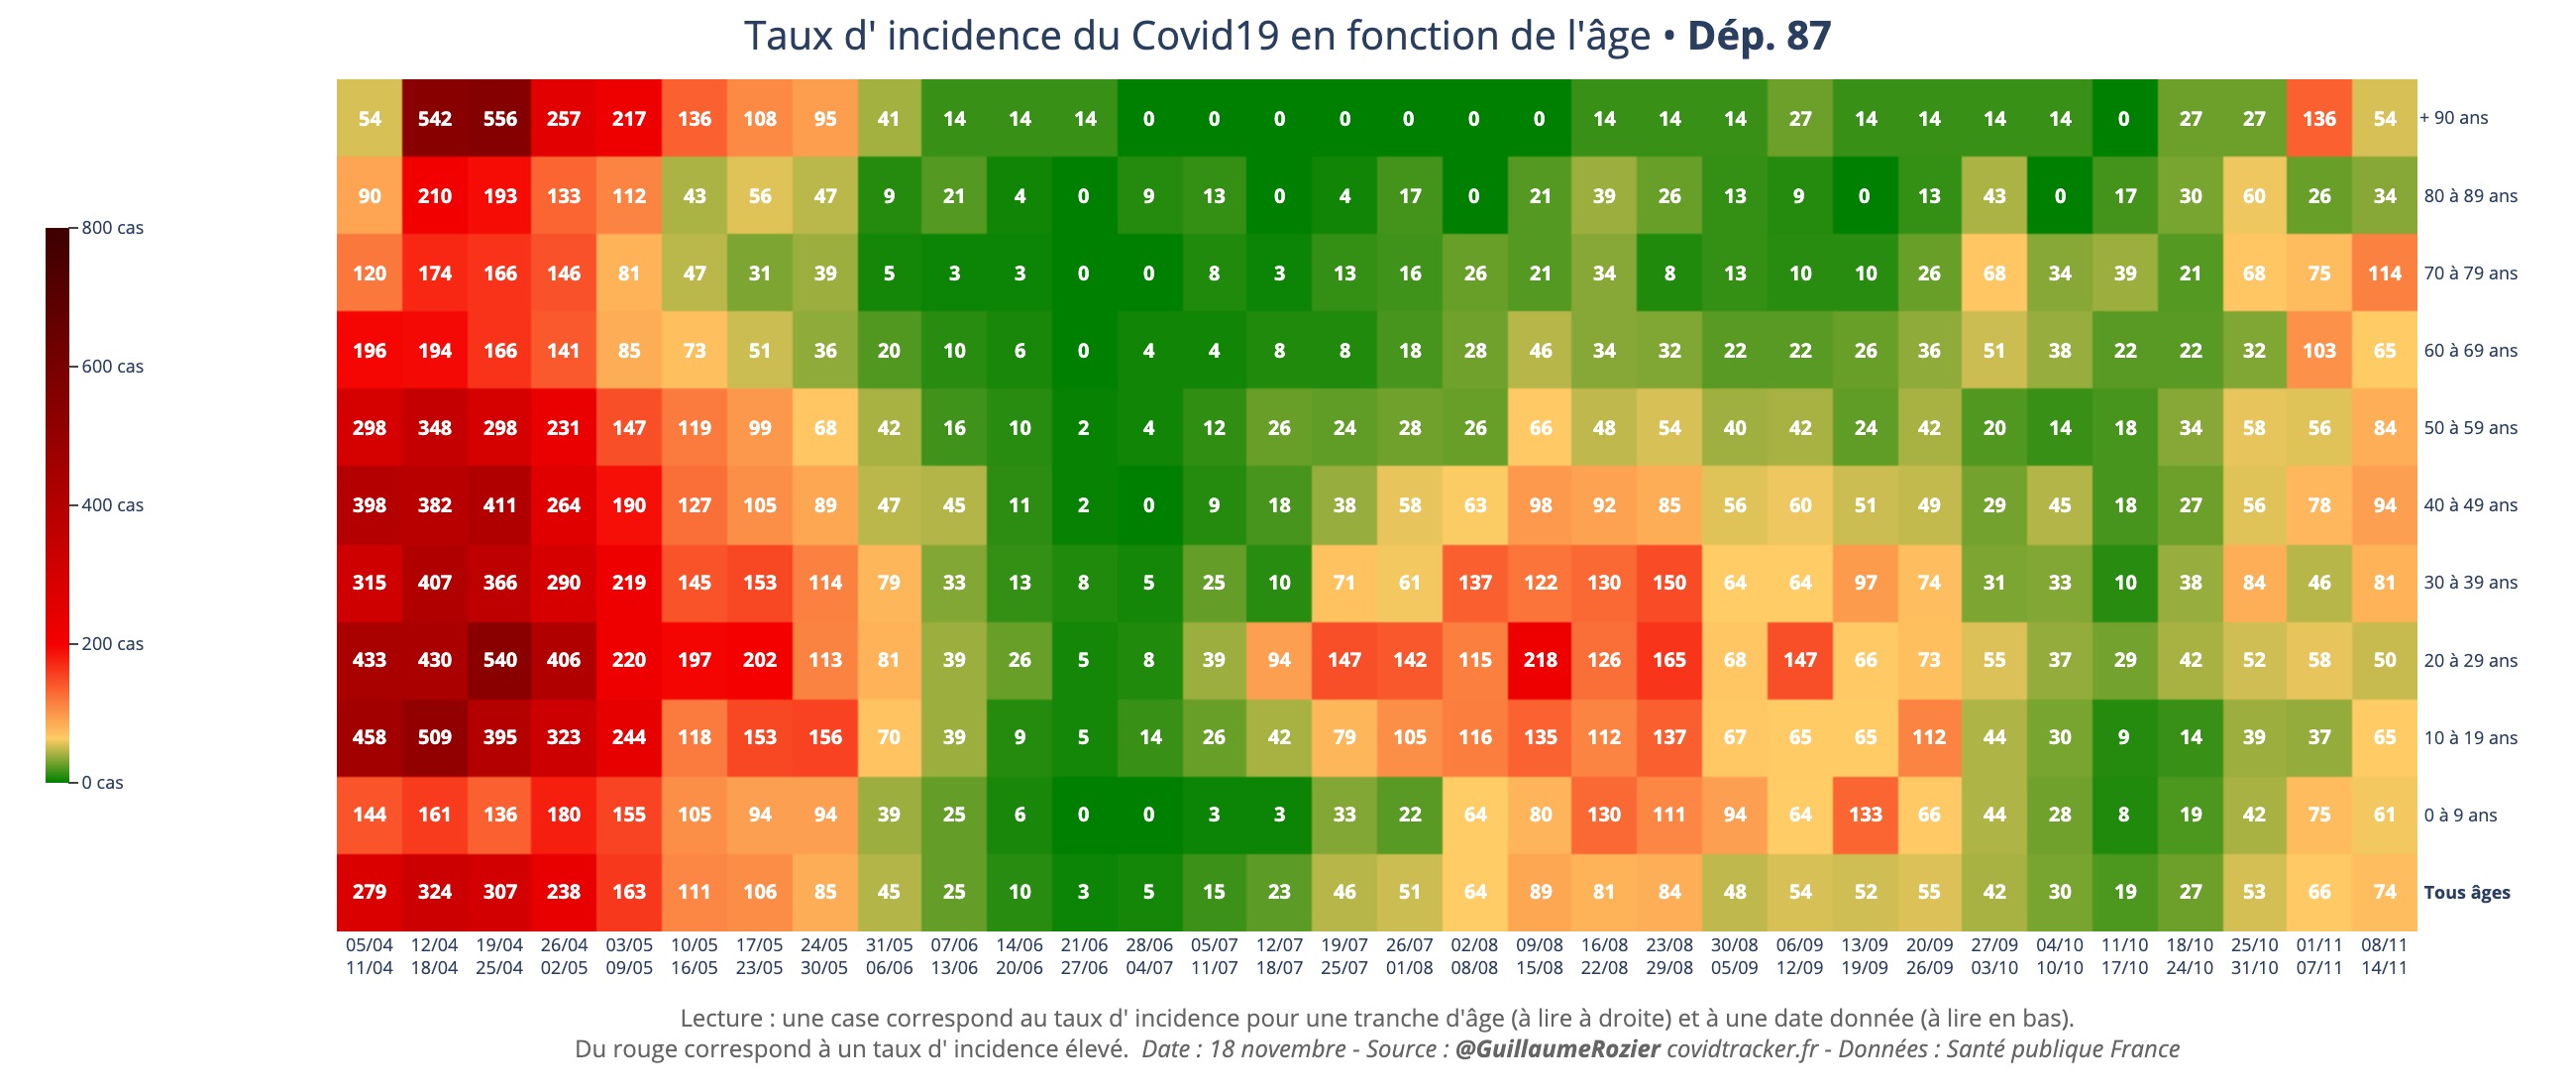 Taux d' incidence du Covid19 en fonction de l'âge • Dép. 87
800 cas
600 cas
400 cas
200 cas
0 cas
54 542 556 257 217 136 108 95 41 14 14 14 0 0 0 0 0 0 0 14 14 14 27 14 14 14 14 0 27 27 136 54 + 90 ans
90 210 193 133 112 43 56 47 9 21 4 0 9 13 0 4 17 0 21 39 26 13 9 0 13 43 0 17 30 60 26 34 80 à 89 ans
120 174 166 146 81 47 31 39 5 3 3 0 0 8 3 13 16 26 21 34 8 13 10 10 26 68 34 39 21 68 75 114 70 à 79 ans
196 194 166 141 85 73 51 36 20 10 6 0 4 4 8 8 18 28 46 34 32 22 22 26 36 51 38 22 22 32 103 65 60 à 69 ans
298 348 298 231 147 119 99 68 42 16 10 2 4 12 26 24 28 26 66 48 54 40 42 24 42 20 14 18 34 58 56 84 50 à 59 ans
398 382 411 264 190 127 105 89 47 45 11 2 0 9 18 38 58 63 98 92 85 56 60 51 49 29 45 18 27 56 78 94 40 à 49 ans
315 407 366 290 219 145 153 114 79 33 13 8 5 25 10 71 61 137 122 130 150 64 64 97 74 31 33 10 38 84 46 81 30 à 39 ans
433 430 540 406 220 197 202 113 81 39 26 5 8 39 94 147 142 115 218 126 165 68 147 66 73 55 37 29 42 52 58 50 20 à 29 ans
458 509 395 323 244 118 153 156 70 39 9 5 14 26 42 79 105 116 135 112 137 67 65 65 112 44 30 9 14 39 37 65 10 à 19 ans
144 161 136 180 155 105 94 94 39 25 6 0 0 3 3 33 22 64 80 130 111 94 64 133 66 44 28 8 19 42 75 61 0 à 9 ans
279 324 307 238 163 111 106 85 45 25 10 3 5 15 23 46 51 64 89 81 84 48 54 52 55 42 30 19 27 53 66 74 Tous âges
05/04 12/04 19/04 26/04 03/05 10/05 17/05 24/05 31/05 07/06 14/06 21/06 28/06 05/07 12/07 19/07 26/07 02/08 09/08 16/08 23/08 30/08 06/09 13/09 20/09 27/09 04/10 11/10 18/10 25/10 01/11 08/11
11/04 18/04 25/04 02/05 09/05 16/05 23/05 30/05 06/06 13/06 20/06 27/06 04/07 11/07 18/07 25/07 01/08 08/08 15/08 22/08 29/08 05/09 12/09 19/09 26/09 03/10 10/10 17/10 24/10 31/10 07/11 14/11
Lecture : une case correspond au taux d' incidence pour une tranche d'âge (à lire à droite) et à une date donnée (à lire en bas).
Du rouge correspond à un taux d' incidence élevé. Date : 18 novembre - Source : @GuillaumeRozier covidtracker.fr - Données : Santé publique France